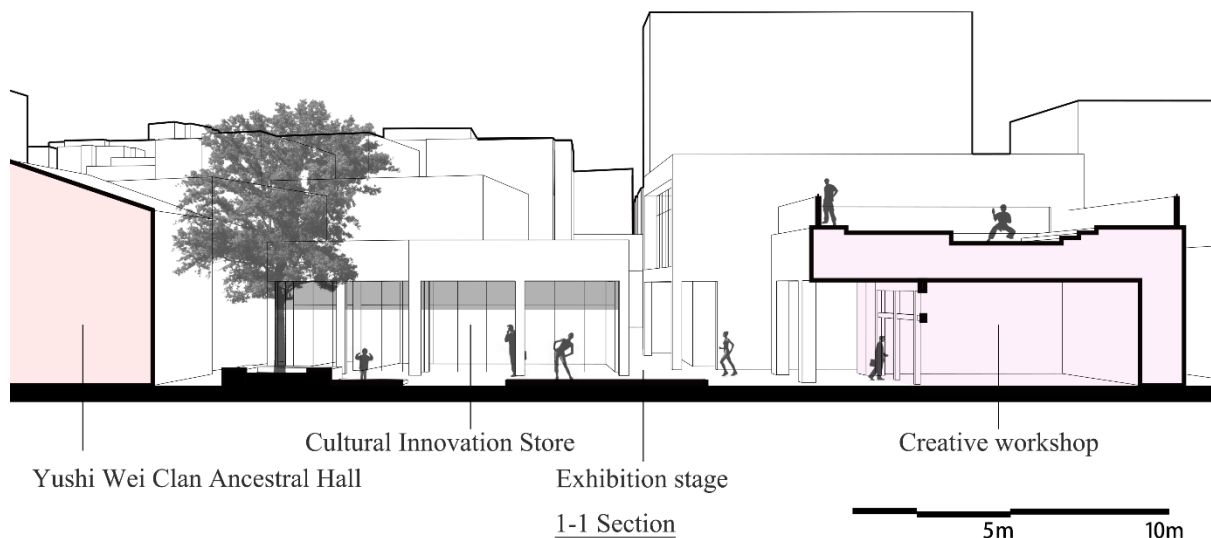 Cultural Innovation Store
Creative workshop
Yushi Wei Clan Ancestral Hall
Exhibition stage
1-1 Section
5m
10m